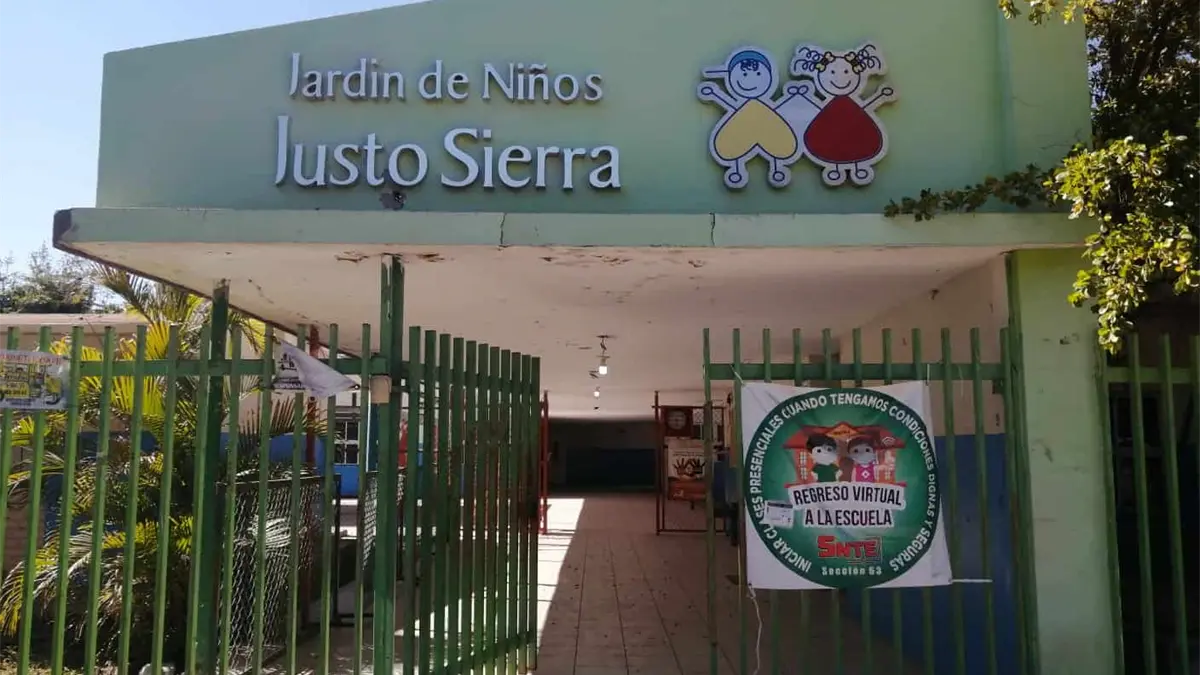 Jardin de Niños
Justo Sierra
INICIAR CLASES PRESENCIALES CUANDO TENGAMOS CONDICIONES DIGNAS Y SEGURAS
REGRESO VIRTUAL
A LA ESCUELA
SNTE
Sección 53